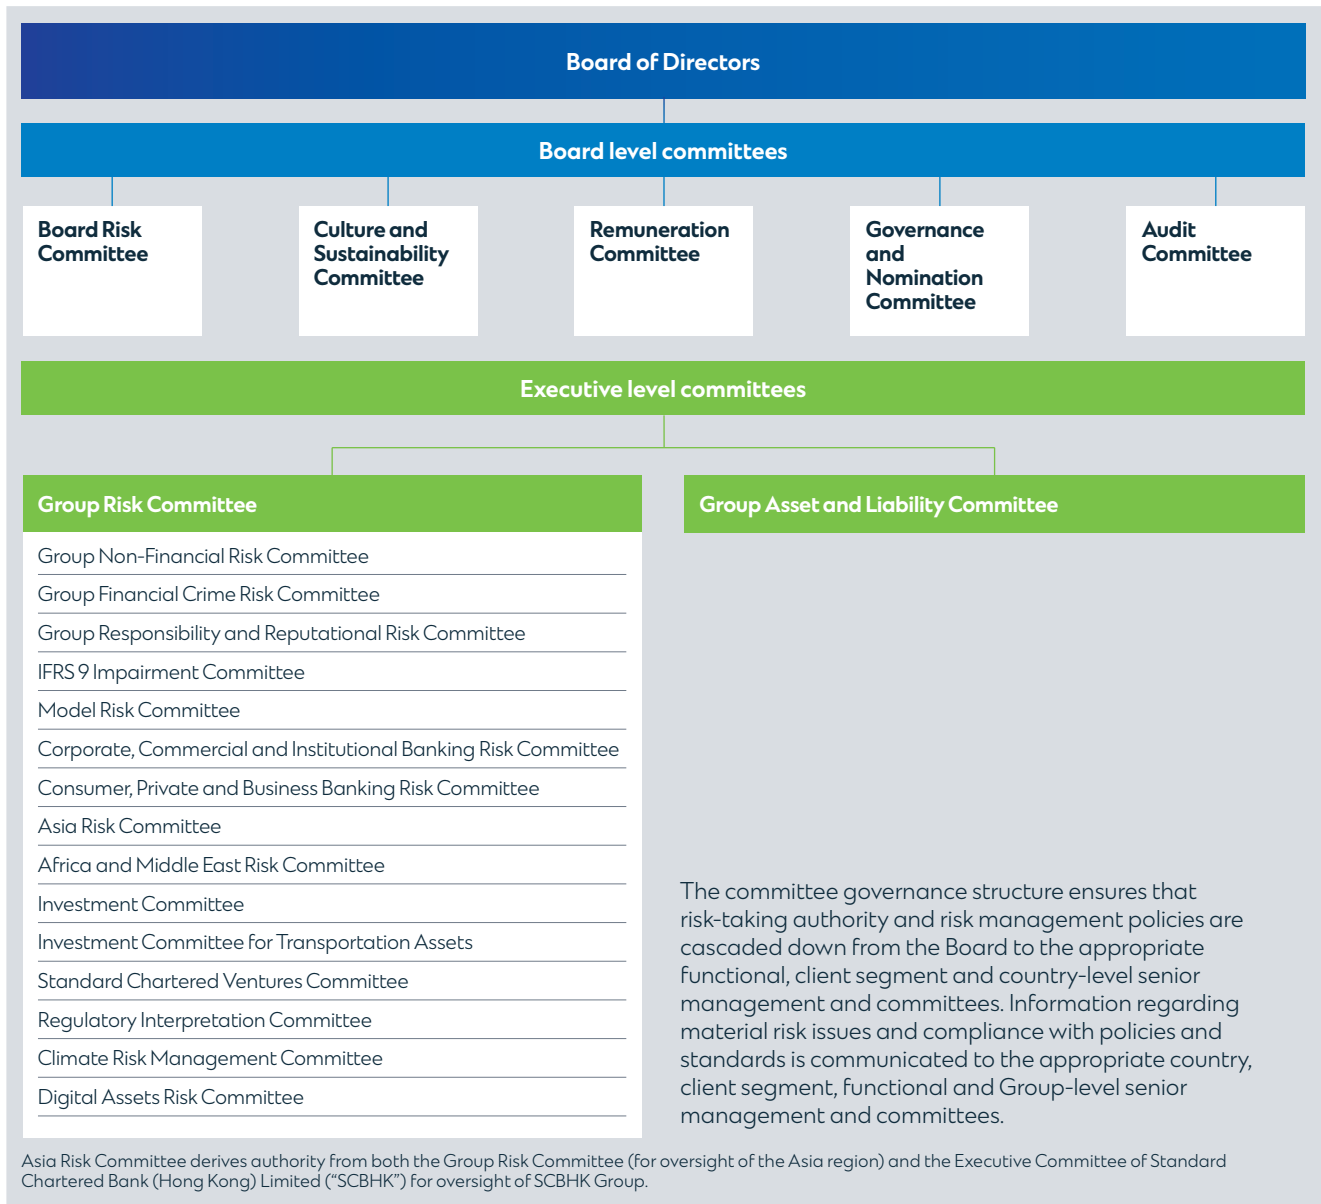 Board of Directors
Board level committees
Board Risk
Committee
Culture and
Sustainability
Committee
Remuneration
Committee
Governance
and
Nomination
Committee
Audit
Committee
Executive level committees
Group Risk Committee
Group Non-Financial Risk Committee
Group Financial Crime Risk Committee
Group Responsibility and Reputational Risk Committee
IFRS 9 Impairment Committee
Model Risk Committee
Corporate, Commercial and Institutional Banking Risk Committee
Consumer, Private and Business Banking Risk Committee
Asia Risk Committee
Africa and Middle East Risk Committee
Investment Committee
Investment Committee for Transportation Assets
Standard Chartered Ventures Committee
Regulatory Interpretation Committee
Climate Risk Management Committee
Digital Assets Risk Committee
Group Asset and Liability Committee
The committee governance structure ensures that
risk-taking authority and risk management policies are
cascaded down from the Board to the appropriate
functional, client segment and country-level senior
management and committees. Information regarding
material risk issues and compliance with policies and
standards is communicated to the appropriate country,
client segment, functional and Group-level senior
management and committees.
Asia Risk Committee derives authority from both the Group Risk Committee (for oversight of the Asia region) and the Executive Committee of Standard
Chartered Bank (Hong Kong) Limited (“SCBHK”) for oversight of SCBHK Group.